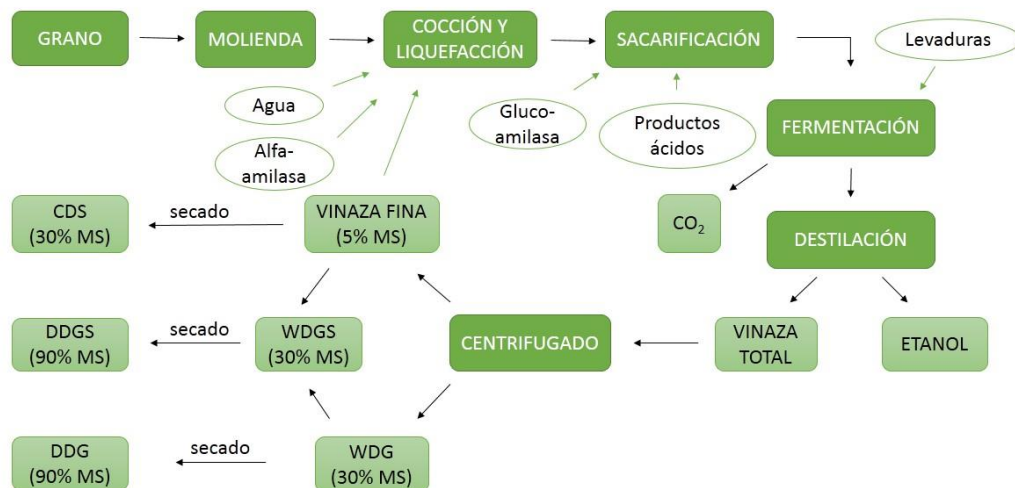 GRANO
MOLIENDA
COCCIÓN Y
LIQUEFACCIÓN
SACARIFICACIÓN
Levaduras
Agua
Alfa-
amilasa
Gluco-
amilasa
Productos
ácidos
FERMENTACIÓN
CDS
(30% MS)
secado
VINAZA FINA
(5% MS)
CO₂
DESTILACIÓN
DDGS
(90% MS)
secado
WDGS
(30% MS)
CENTRIFUGADO
VINAZA
TOTAL
ETANOL
DDG
(90% MS)
secado
WDG
(30% MS)